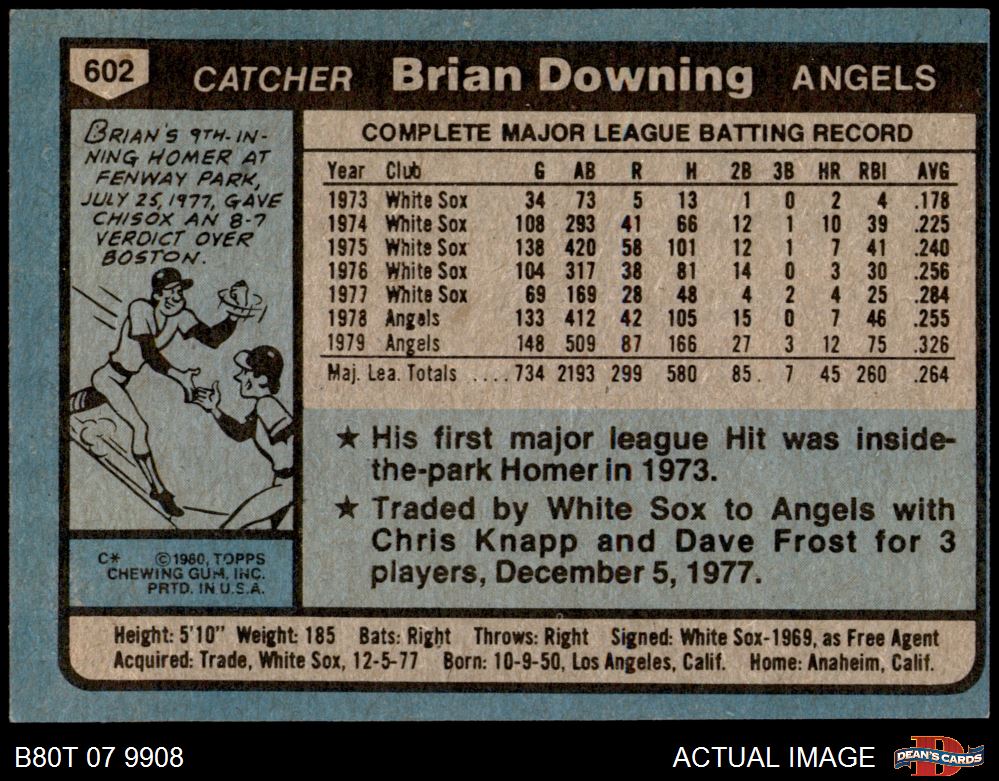 602 CATCHER Brian Downing ANGELS
BRIAN'S 9TH-IN-
NING HOMER AT
FENWAY PARK,
JULY 25, 1977, GAVE
CHISOX AN 8-7
VERDICT OVER
BOSTON.
COMPLETE MAJOR LEAGUE BATTING RECORD
Year Club G AB R H 2B 3B HR RBI AVG
1973 White Sox 34 73 5 13 1 0 2 4 .178
1974 White Sox 108 293 41 66 12 1 10 39 .225
1975 White Sox 138 420 58 101 12 1 7 41 .240
1976 White Sox 104 317 38 81 14 0 3 30 .256
1977 White Sox 69 169 28 48 4 2 4 25 .284
1978 Angels 133 412 42 105 15 0 7 46 .255
1979 Angels 148 509 87 166 27 3 12 75 .326
Maj. Lea. Totals .... 734 2193 299 580 85 7 45 260 .264
★ His first major league Hit was inside-
the-park Homer in 1973.
★ Traded by White Sox to Angels with
Chris Knapp and Dave Frost for 3
players, December 5, 1977.
C* ©1980, TOPPS
CHEWING GUM, INC.
PRTD. IN U.S.A.
Height: 5'10" Weight: 185 Bats: Right Throws: Right Signed: White Sox-1969, as Free Agent
Acquired: Trade, White Sox, 12-5-77 Born: 10-9-50, Los Angeles, Calif. Home: Anaheim, Calif.
B80T 07 9908 ACTUAL IMAGE D DEAN'S CARDS